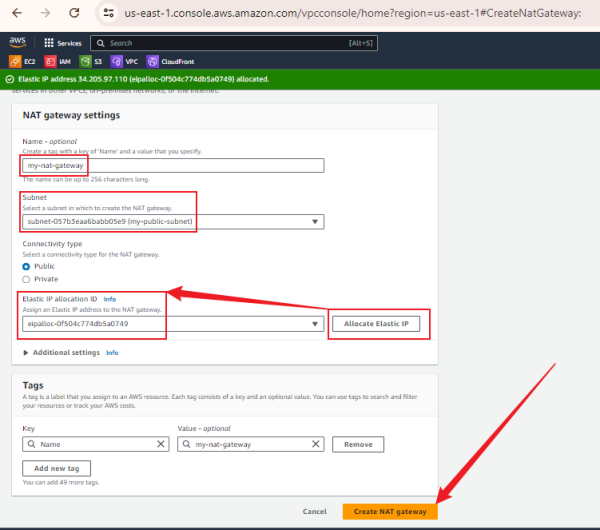 us-east-1.console.aws.amazon.com/vpcconsole/home?region=us-east-1#CreateNatGateway:
aws Services Search [Alt+S]
EC2 IAM S3 VPC CloudFront
Elastic IP address 34.205.97.110 (eipalloc-0f504c774db5a0749) allocated.
services in other VPCs, on-premises networks, or the internet.
NAT gateway settings
Name - optional
Create a tag with a key of 'Name' and a value that you specify.
my-nat-gateway
The name can be up to 256 characters long.
Subnet
Select a subnet in which to create the NAT gateway.
subnet-057b3eaa6babb05e9 (my-public-subnet)
Connectivity type
Select a connectivity type for the NAT gateway.
Public
Private
Elastic IP allocation ID Info
Assign an Elastic IP address to the NAT gateway.
eipalloc-0f504c774db5a0749 Allocate Elastic IP
Additional settings Info
Tags
A tag is a label that you assign to an AWS resource. Each tag consists of a key and an optional value. You can use tags to search and filter
your resources or track your AWS costs.
Key Value - optional
Name my-nat-gateway Remove
Add new tag
You can add 49 more tags.
Cancel Create NAT gateway